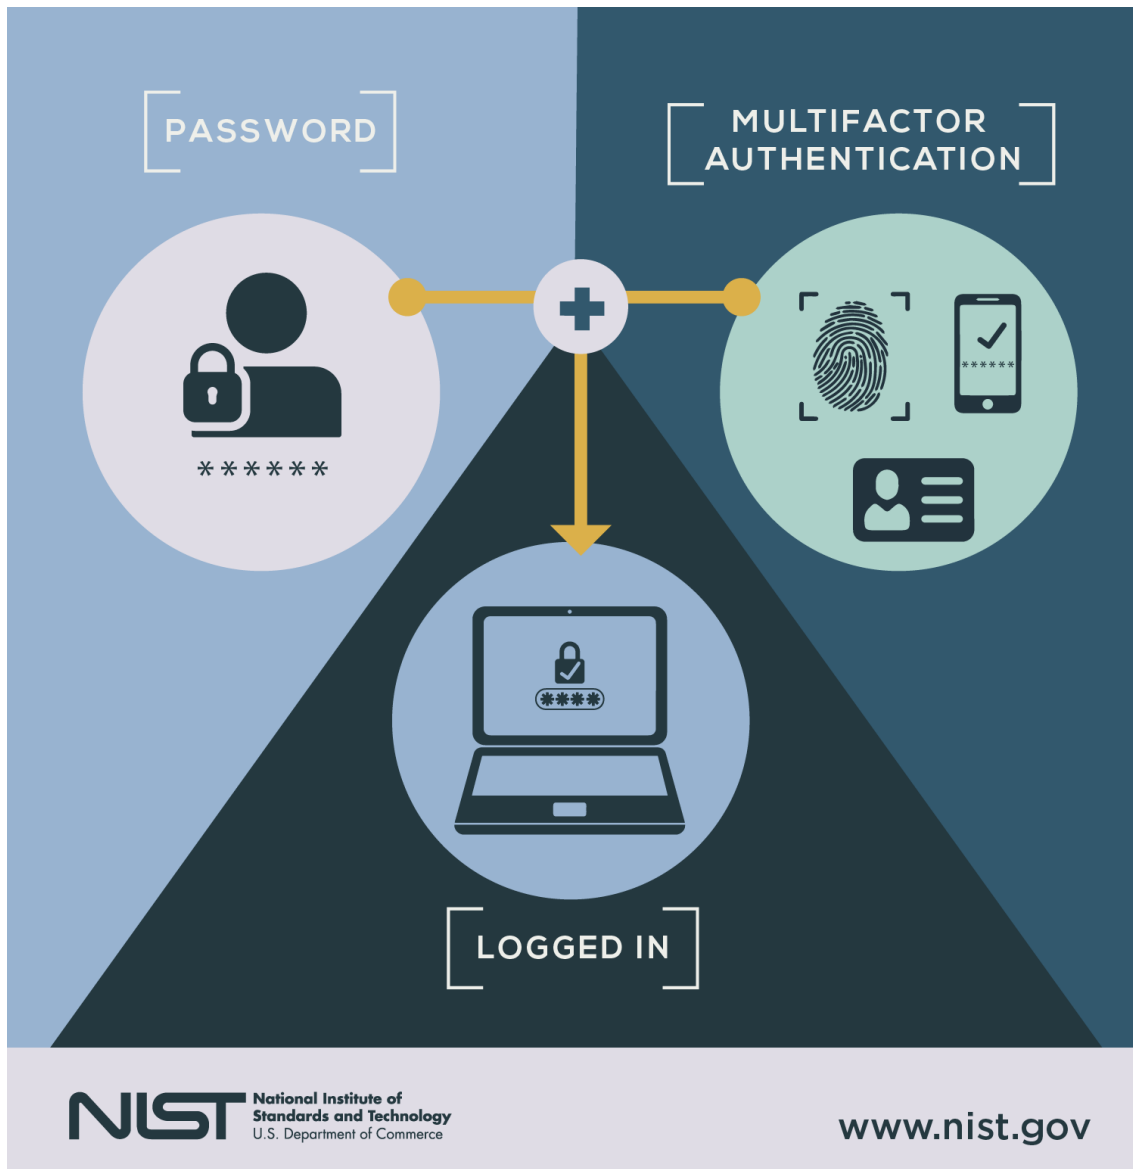 PASSWORD
MULTIFACTOR
AUTHENTICATION
******
******
****
LOGGED IN
NIST
National Institute of
Standards and Technology
U.S. Department of Commerce
www.nist.gov